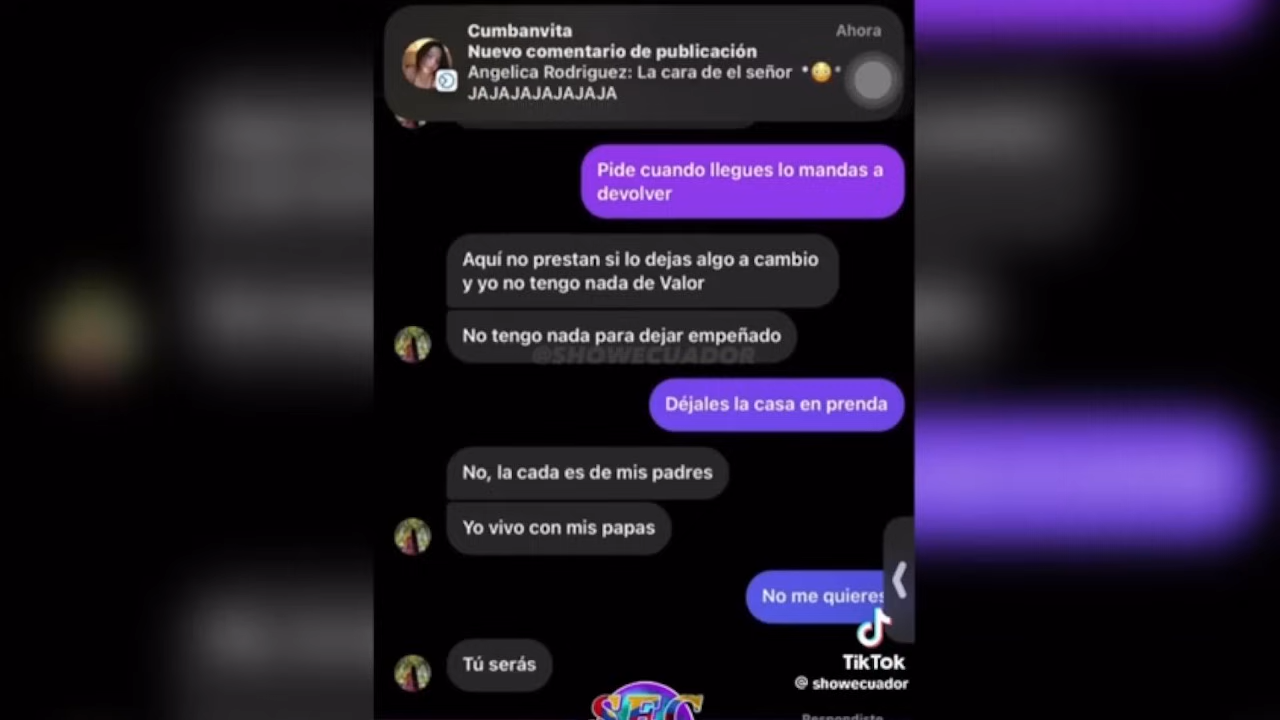 Cumbanvita
Ahora
Nuevo comentario de publicación
Angelica Rodriguez: La cara de el señor *😳*
JAJAJAJAJAJAJA
Pide cuando llegues lo mandas a
devolver
Aquí no prestan si lo dejas algo a cambio
y yo no tengo nada de Valor
No tengo nada para dejar empeñado
@SHOWECUADOR
Déjales la casa en prenda
No, la cada es de mis padres
Yo vivo con mis papas
No me quieres
Tú serás
TikTok
@ showecuador
SEC